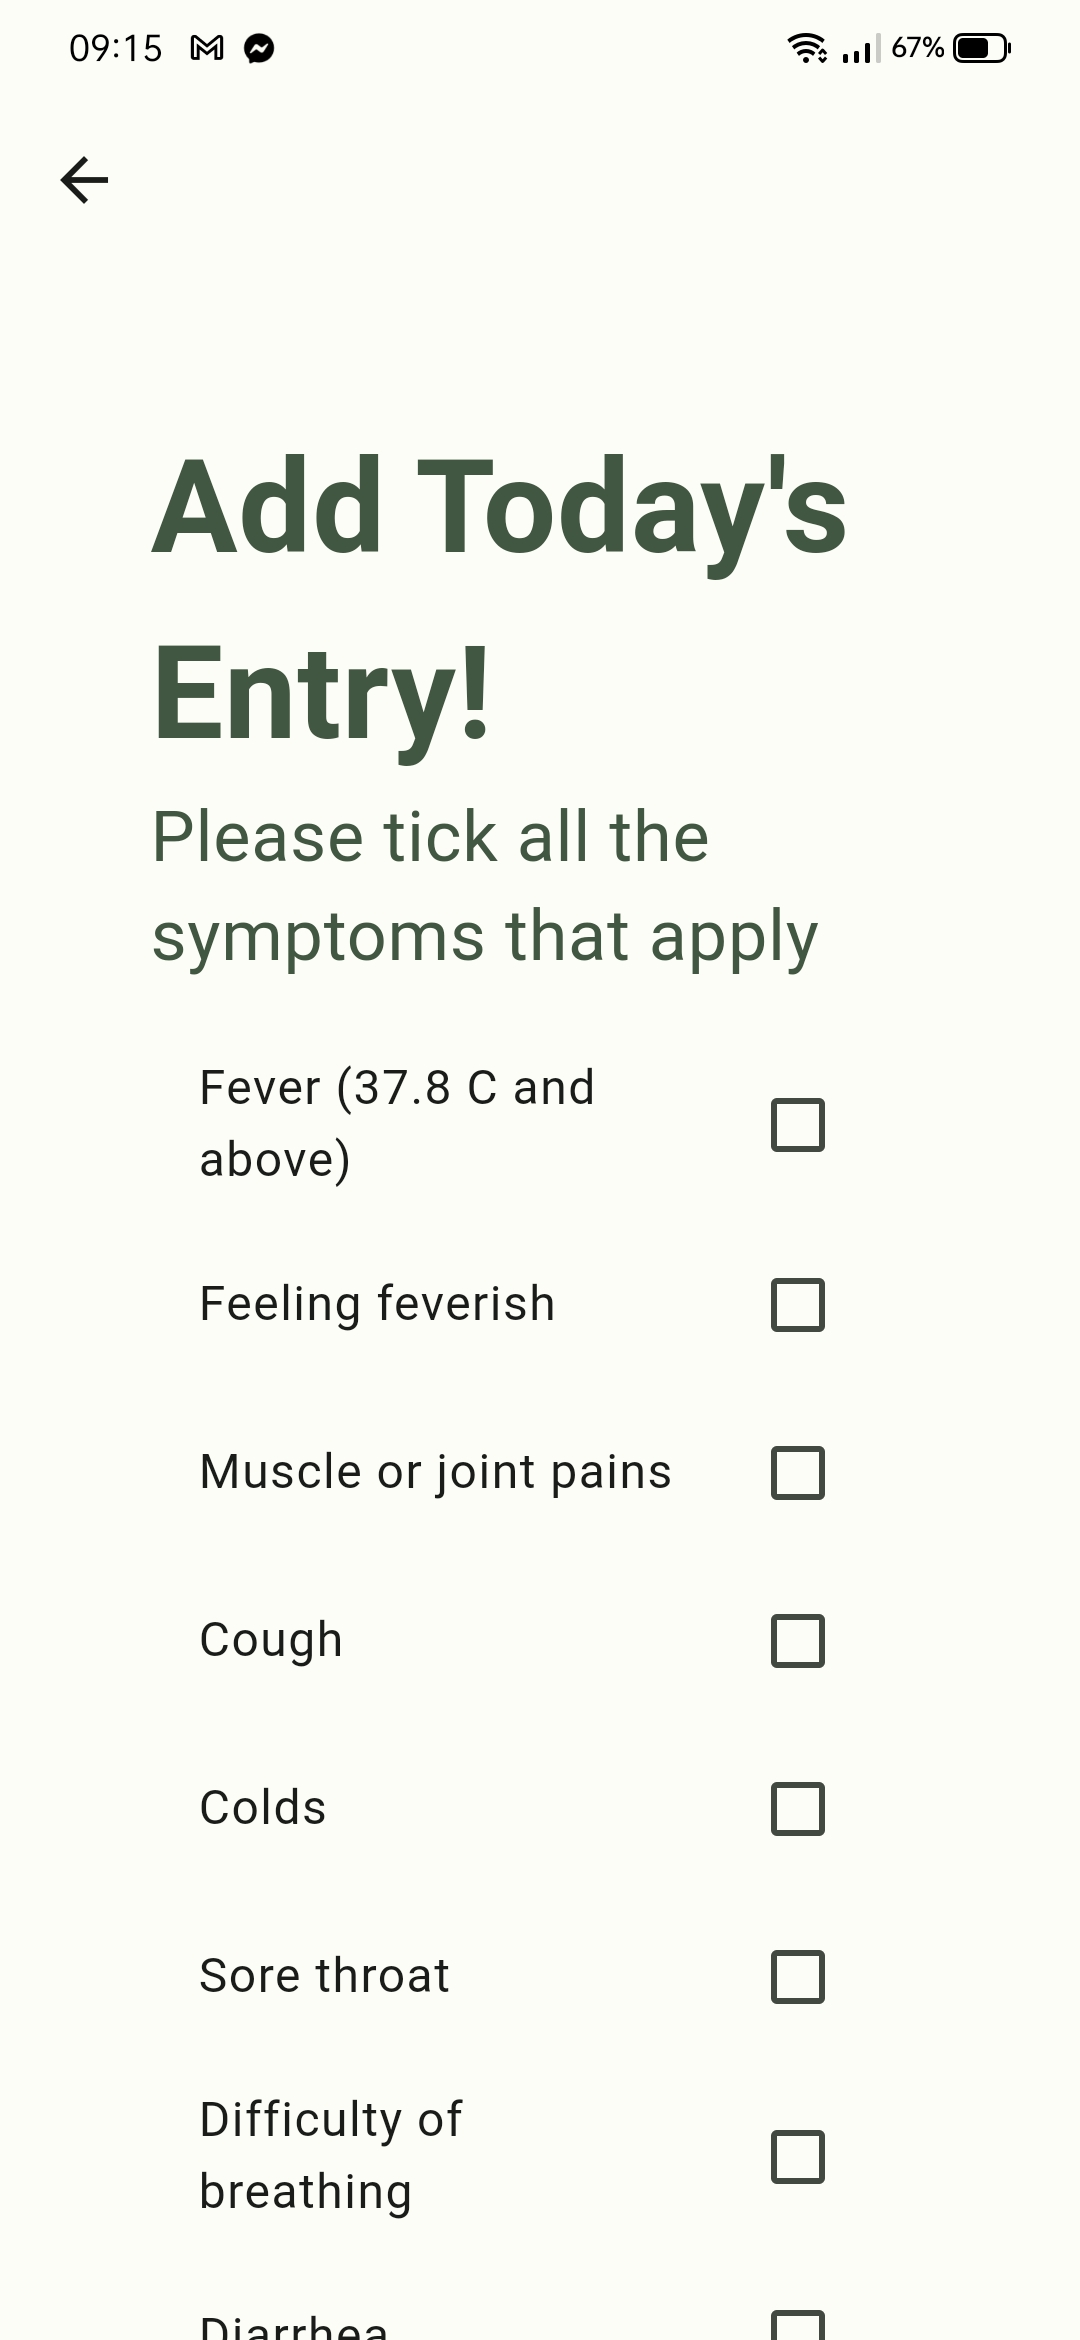 09:15 67%
Add Today's
Entry!
Please tick all the
symptoms that apply
Fever (37.8 C and
above)
Feeling feverish
Muscle or joint pains
Cough
Colds
Sore throat
Difficulty of
breathing
Diarrhea